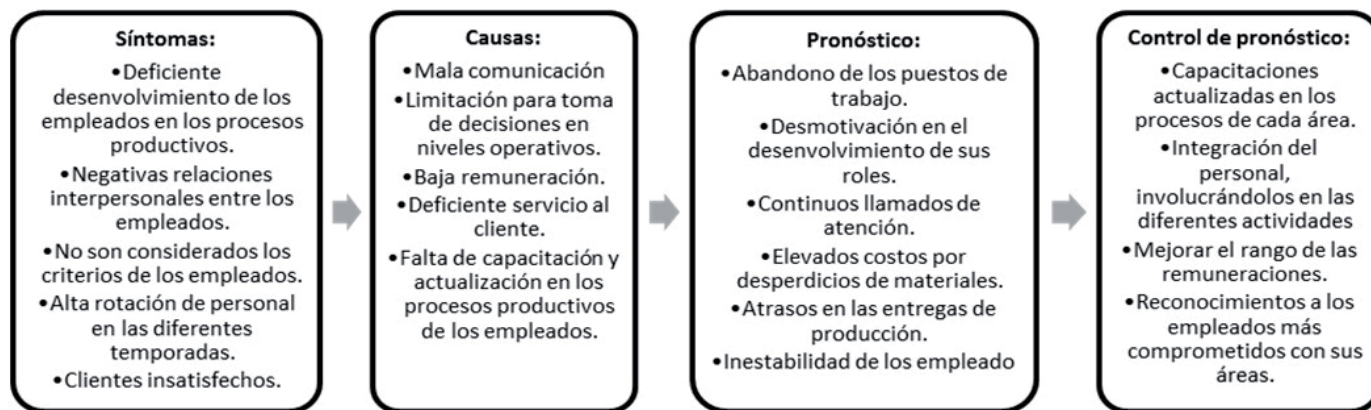 Síntomas:
•Deficiente
desenvolvimiento de los
empleados en los procesos
productivos.
•Negativas relaciones
interpersonales entre los
empleados.
•No son considerados los
criterios de los empleados.
•Alta rotación de personal
en las diferentes
temporadas.
•Clientes insatisfechos.
Causas:
•Mala comunicación
•Limitación para toma
de decisiones en
niveles operativos.
•Baja remuneración.
•Deficiente servicio al
cliente.
•Falta de capacitación y
actualización en los
procesos productivos
de los empleados.
Pronóstico:
•Abandono de los puestos de
trabajo.
•Desmotivación en el
desenvolvimiento de sus
roles.
•Continuos llamados de
atención.
•Elevados costos por
desperdicios de materiales.
•Atrasos en las entregas de
producción.
•Inestabilidad de los empleado
Control de pronóstico:
•Capacitaciones
actualizadas en los
procesos de cada área.
•Integración del
personal,
involucrándolos en las
diferentes actividades
•Mejorar el rango de las
remuneraciones.
•Reconocimientos a los
empleados más
comprometidos con sus
áreas.